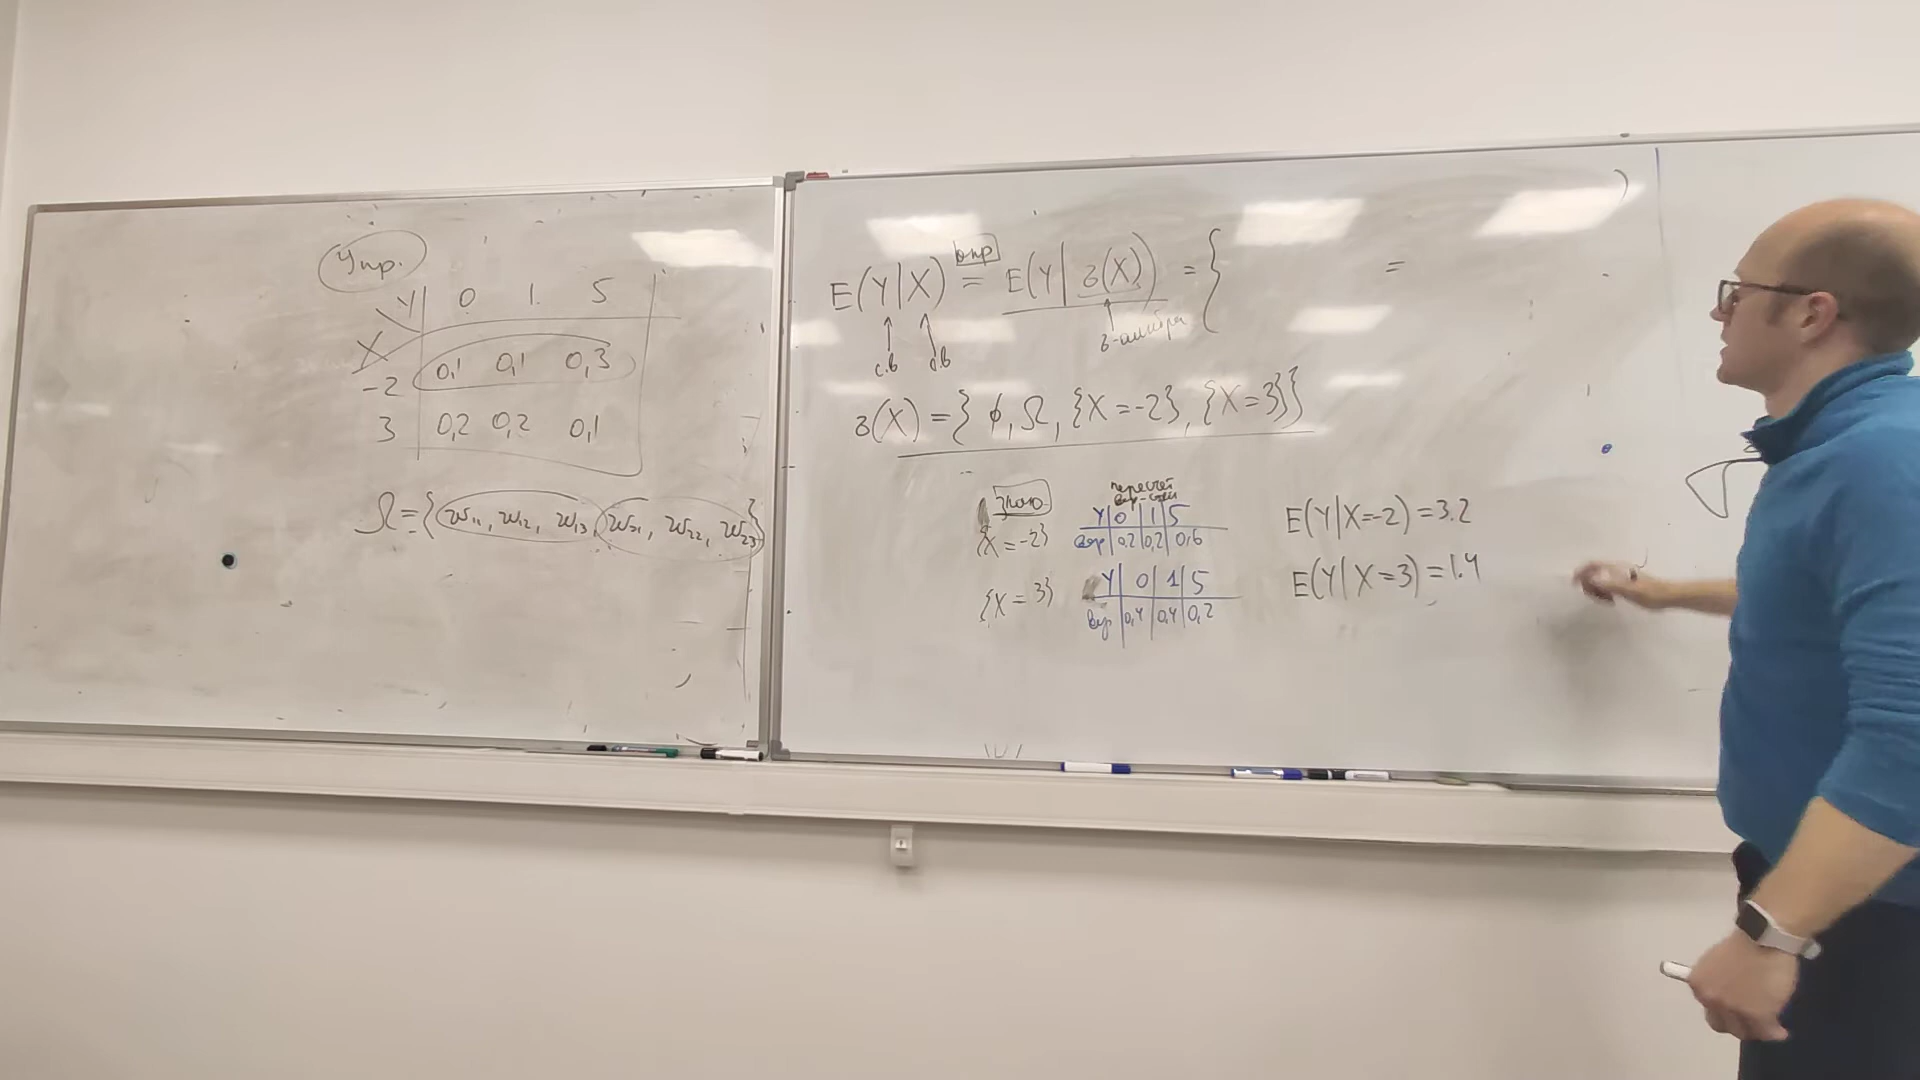 Упр.
Y 0 1 5
X
-2 0,1 0,1 0,3
3 0,2 0,2 0,1
Ω = {w₁₁, w₁₂, w₁₃, w₂₁, w₂₂, w₂₃}
опр
E(Y|X) = E(Y|σ(X)) = { =
с.в с.в σ-алгебра
σ(X) = {φ, Ω, {X=-2}, {X=3}}
знаю
пересчёт
вер-стей
{X=-2}
Y 0 1 5
вер 0,2 0,2 0,6
E(Y|X=-2) = 3.2
{X=3}
Y 0 1 5
вер 0,4 0,4 0,2
E(Y|X=3) = 1.4